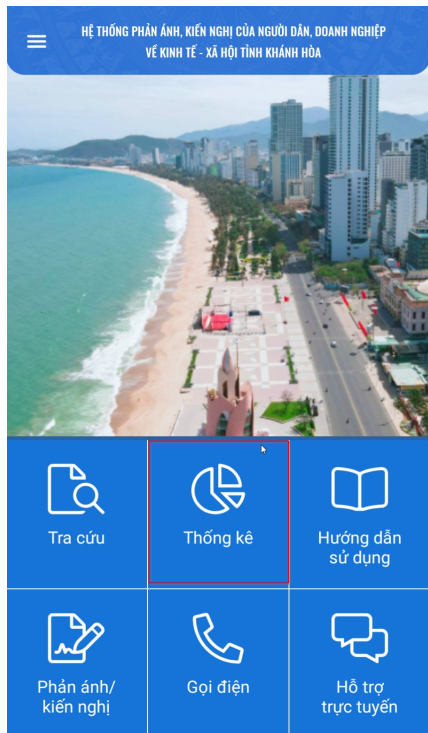 HỆ THỐNG PHẢN ÁNH, KIẾN NGHỊ CỦA NGƯỜI DÂN, DOANH NGHIỆP
VỀ KINH TẾ - XÃ HỘI TỈNH KHÁNH HÒA
Tra cứu
Thống kê
Hướng dẫn
sử dụng
Phản ánh/
kiến nghị
Gọi điện
Hỗ trợ
trực tuyến